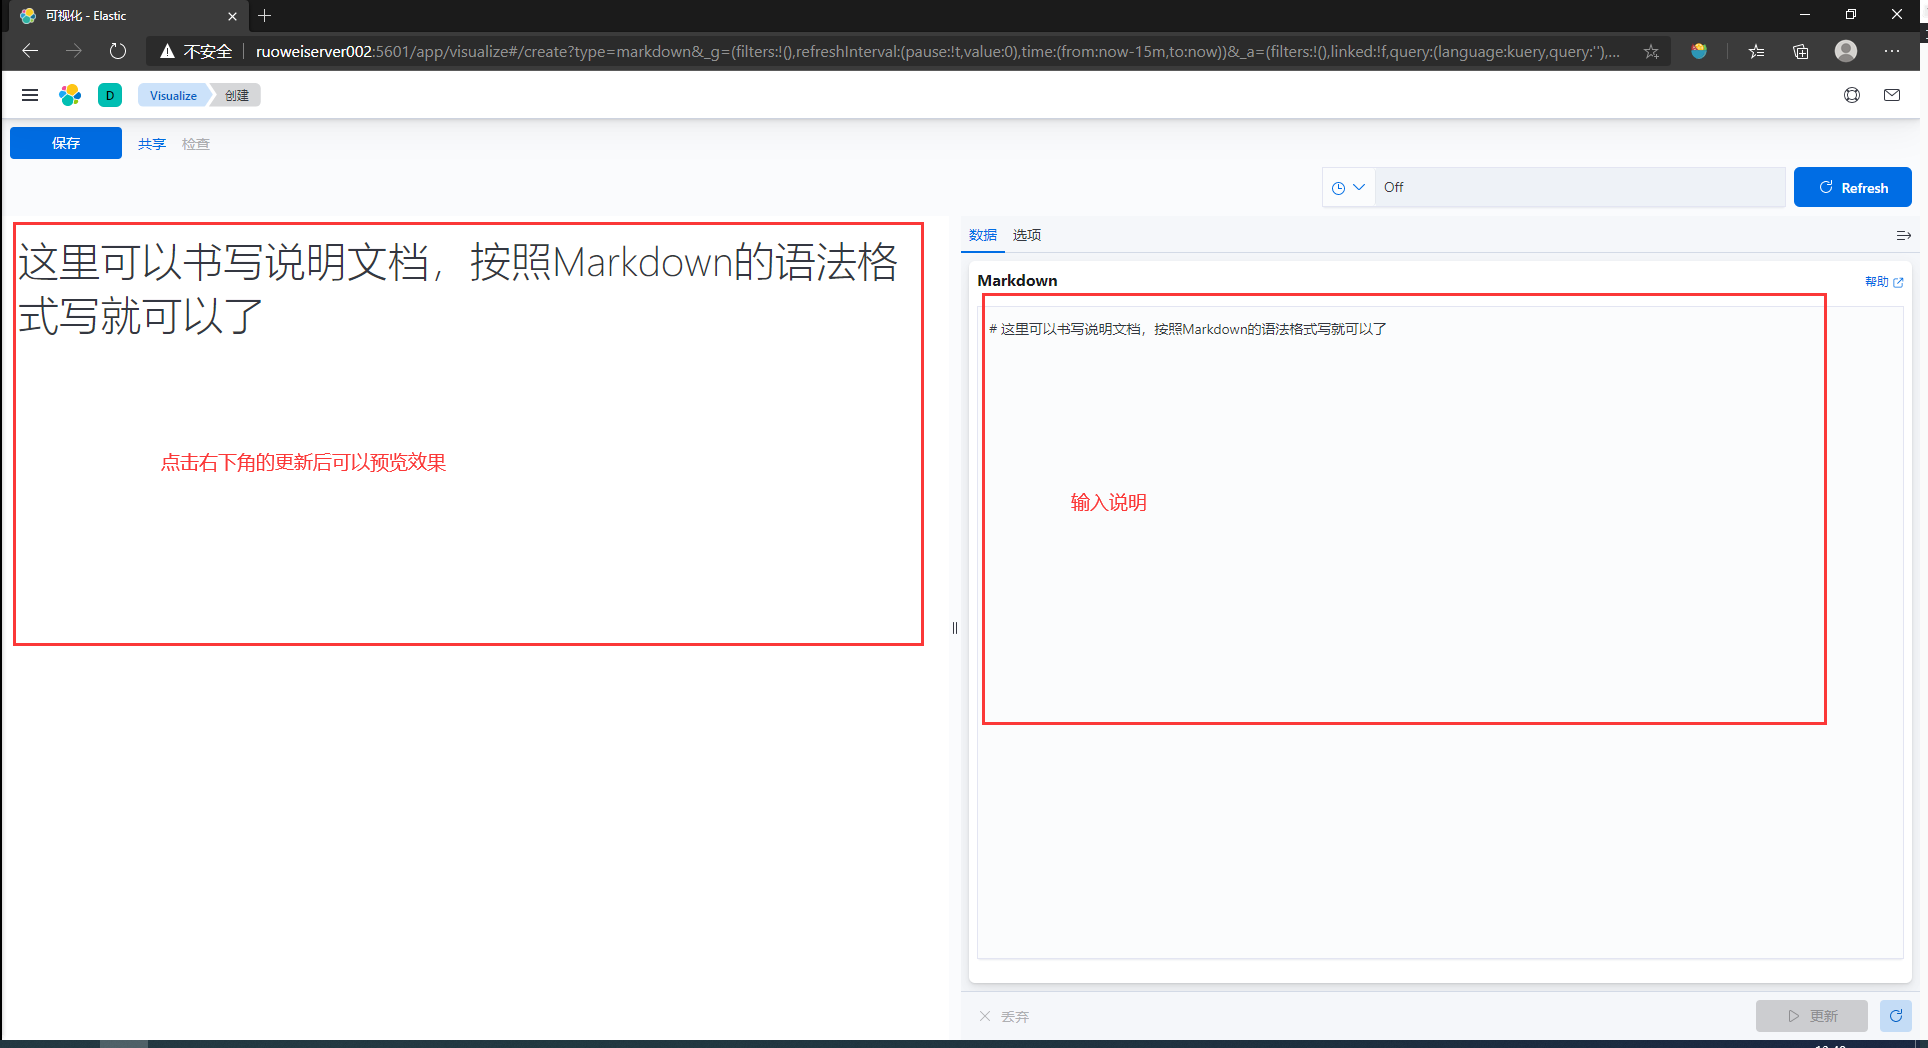 可视化 - Elastic
不安全 ruoweiserver002:5601/app/visualize#/create?type=markdown&_g=(filters:!(),refreshInterval:(pause:!t,value:0),time:(from:now-15m,to:now))&_a=(filters:!(),linked:!f,query:(language:kuery,query:''),...
D Visualize 创建
保存 共享 检查
Off Refresh
这里可以书写说明文档，按照Markdown的语法格
式写就可以了
点击右下角的更新后可以预览效果
数据 选项
Markdown 帮助
# 这里可以书写说明文档，按照Markdown的语法格式写就可以了
输入说明
丢弃 更新